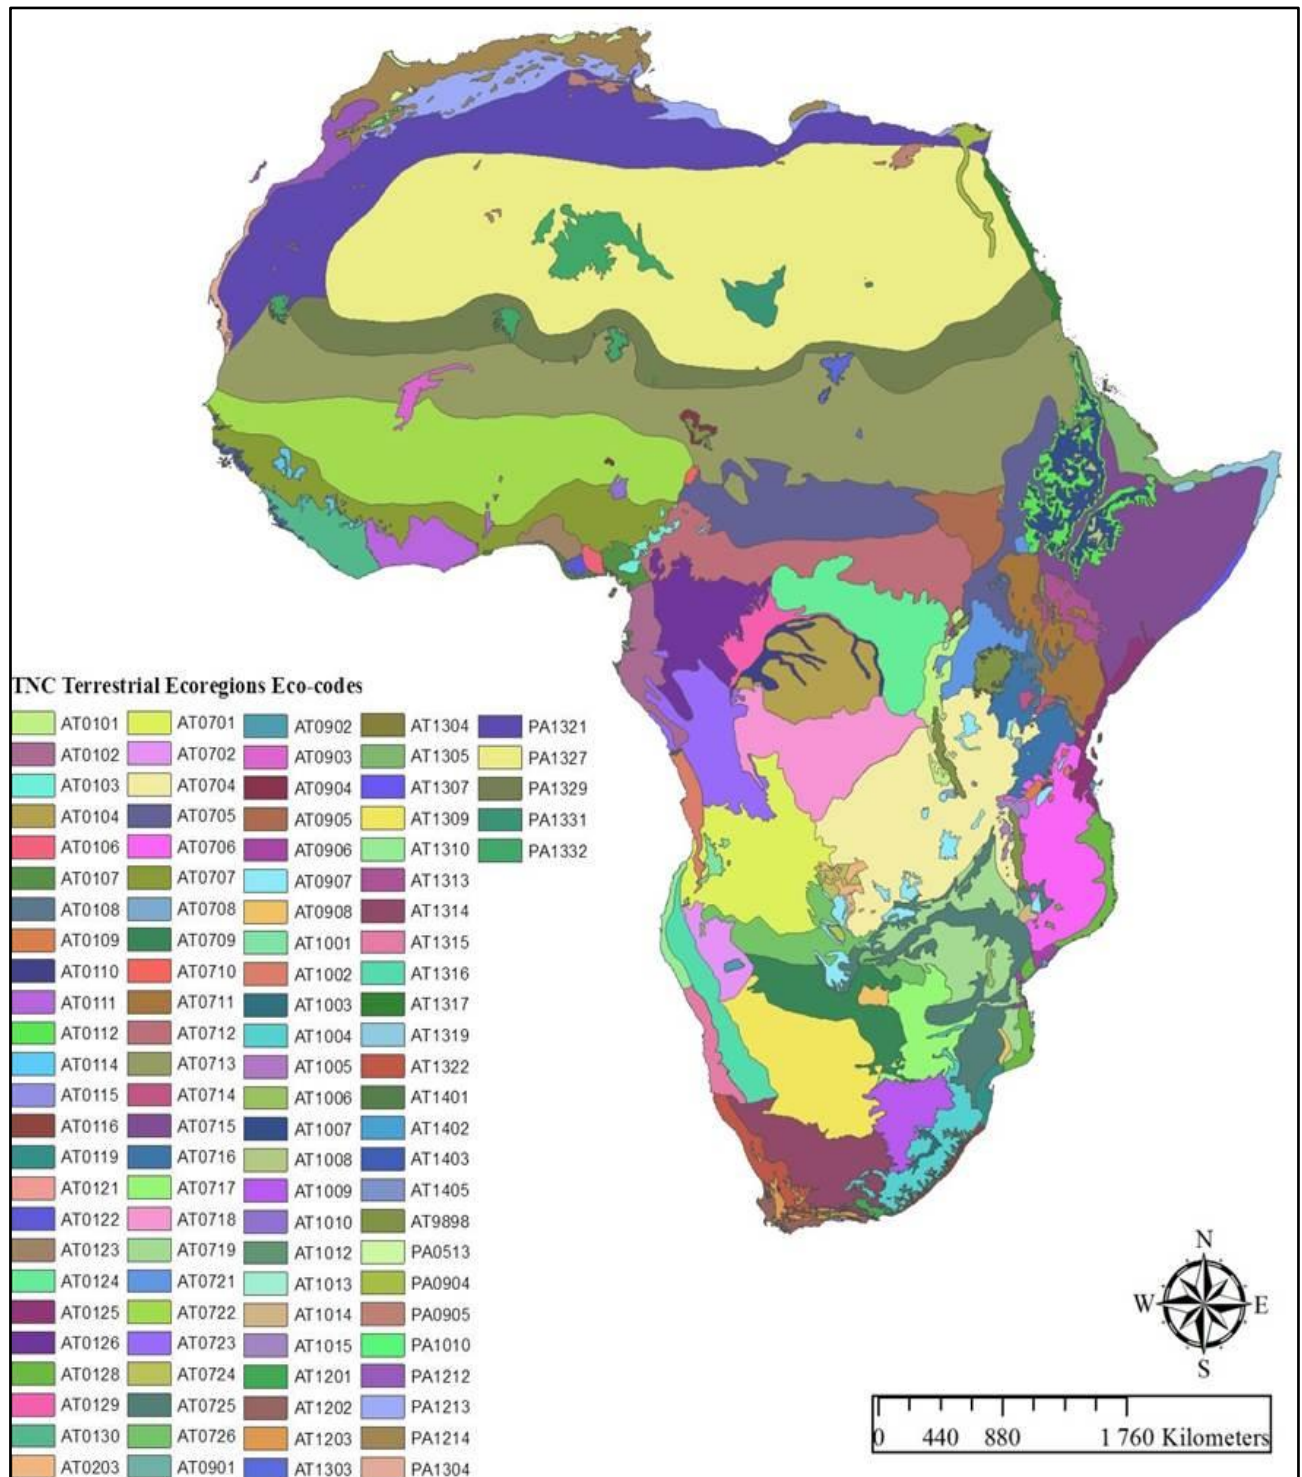 TNC Terrestrial Ecoregions Eco-codes
AT0101 AT0701 AT0902 AT1304 PA1321
AT0102 AT0702 AT0903 AT1305 PA1327
AT0103 AT0704 AT0904 AT1307 PA1329
AT0104 AT0705 AT0905 AT1309 PA1331
AT0106 AT0706 AT0906 AT1310 PA1332
AT0107 AT0707 AT0907 AT1313
AT0108 AT0708 AT0908 AT1314
AT0109 AT0709 AT1001 AT1315
AT0110 AT0710 AT1002 AT1316
AT0111 AT0711 AT1003 AT1317
AT0112 AT0712 AT1004 AT1319
AT0114 AT0713 AT1005 AT1322
AT0115 AT0714 AT1006 AT1401
AT0116 AT0715 AT1007 AT1402
AT0119 AT0716 AT1008 AT1403
AT0121 AT0717 AT1009 AT1405
AT0122 AT0718 AT1010 AT9898
AT0123 AT0719 AT1012 PA0513
AT0124 AT0721 AT1013 PA0904
AT0125 AT0722 AT1014 PA0905
AT0126 AT0723 AT1015 PA1010
AT0128 AT0724 AT1201 PA1212
AT0129 AT0725 AT1202 PA1213
AT0130 AT0726 AT1203 PA1214
AT0203 AT0901 AT1303 PA1304
N
W E
S
0 440 880 1 760 Kilometers